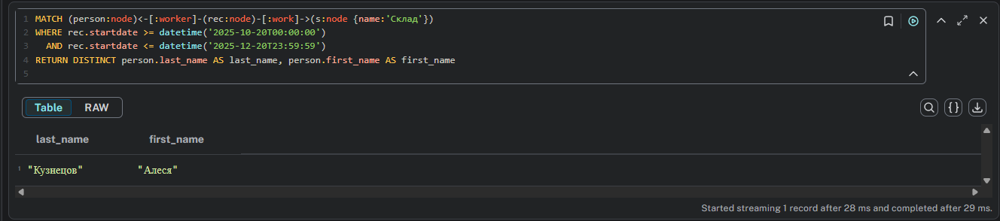 1 MATCH (person:node)<-[:worker]-(rec:node)-[:work]->(s:node {name:'Склад'})
2 WHERE rec.startdate >= datetime('2025-10-20T00:00:00')
3   AND rec.startdate <= datetime('2025-12-20T23:59:59')
4 RETURN DISTINCT person.last_name AS last_name, person.first_name AS first_name
5
Table RAW
last_name first_name
1 "Кузнецов" "Алеся"
Started streaming 1 record after 28 ms and completed after 29 ms.